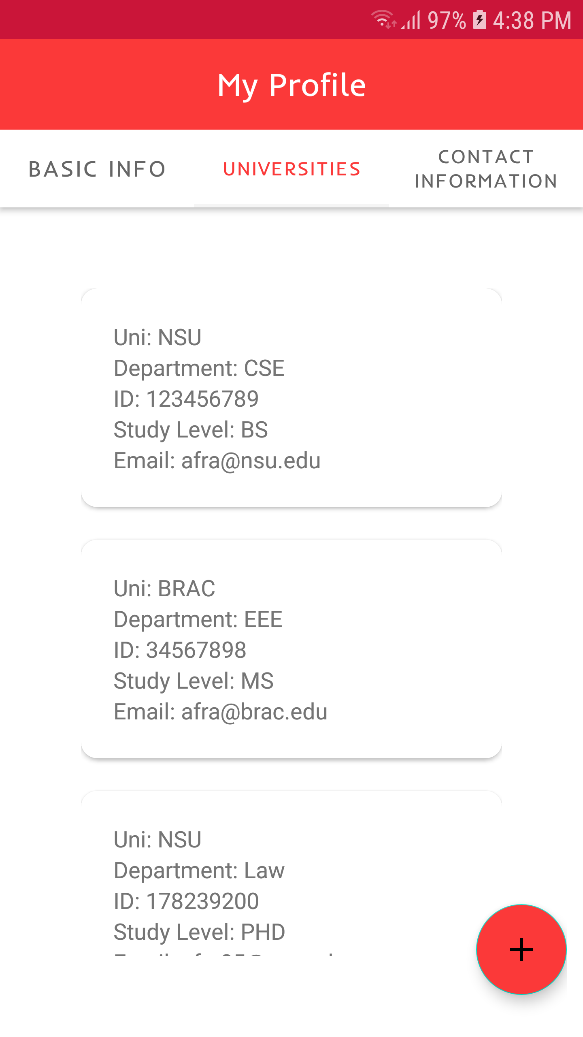 97% 4:38 PM
My Profile
BASIC INFO
UNIVERSITIES
CONTACT
INFORMATION
Uni: NSU
Department: CSE
ID: 123456789
Study Level: BS
Email: afra@nsu.edu
Uni: BRAC
Department: EEE
ID: 34567898
Study Level: MS
Email: afra@brac.edu
Uni: NSU
Department: Law
ID: 178239200
Study Level: PHD